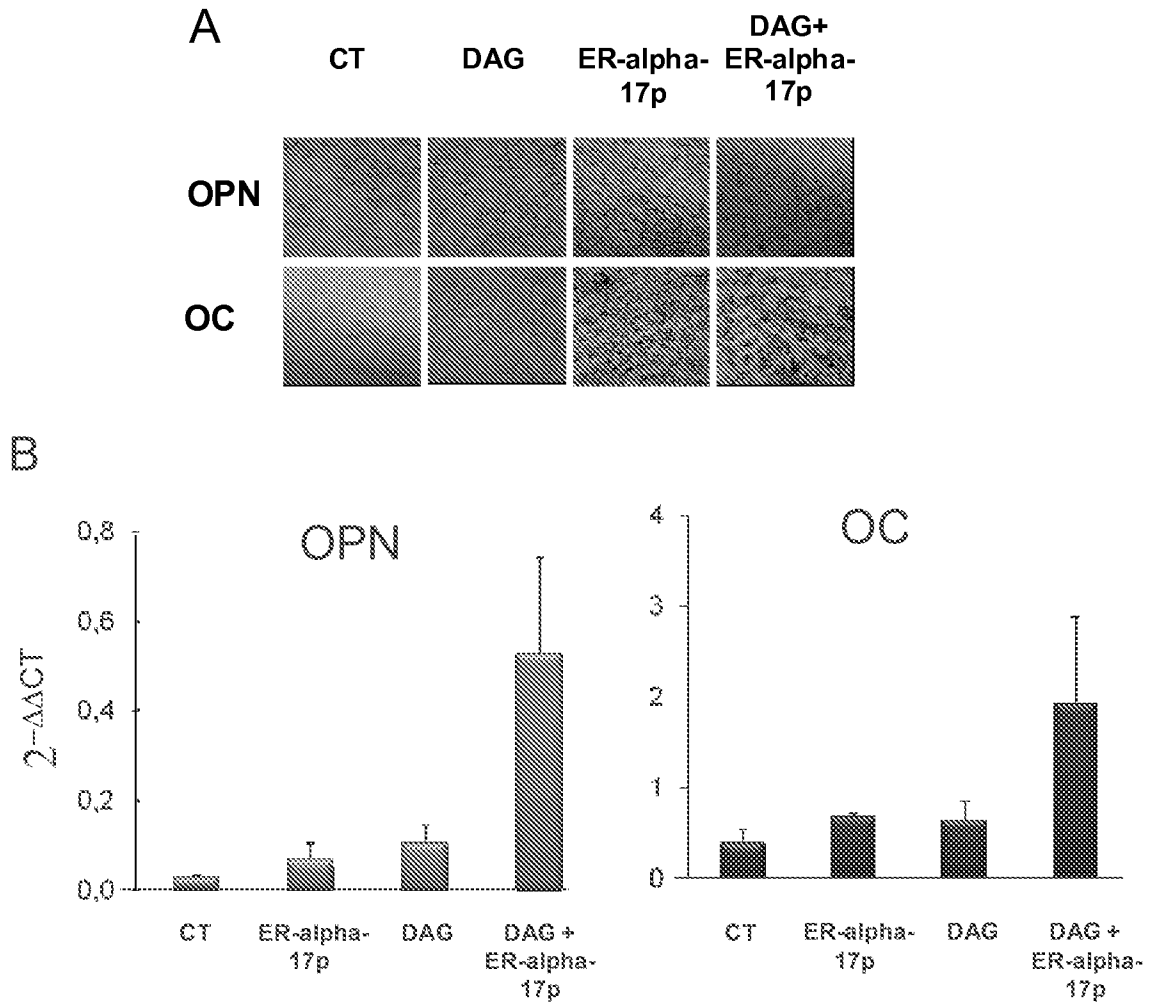 A
CT DAG ER-alpha-17p DAG+ ER-alpha-17p
OPN
OC
B
OPN
2-ΔΔCT
0,8
0,6
0,4
0,2
0,0
CT ER-alpha-17p DAG DAG + ER-alpha-17p
OC
4
3
2
1
0
CT ER-alpha-17p DAG DAG + ER-alpha-17p